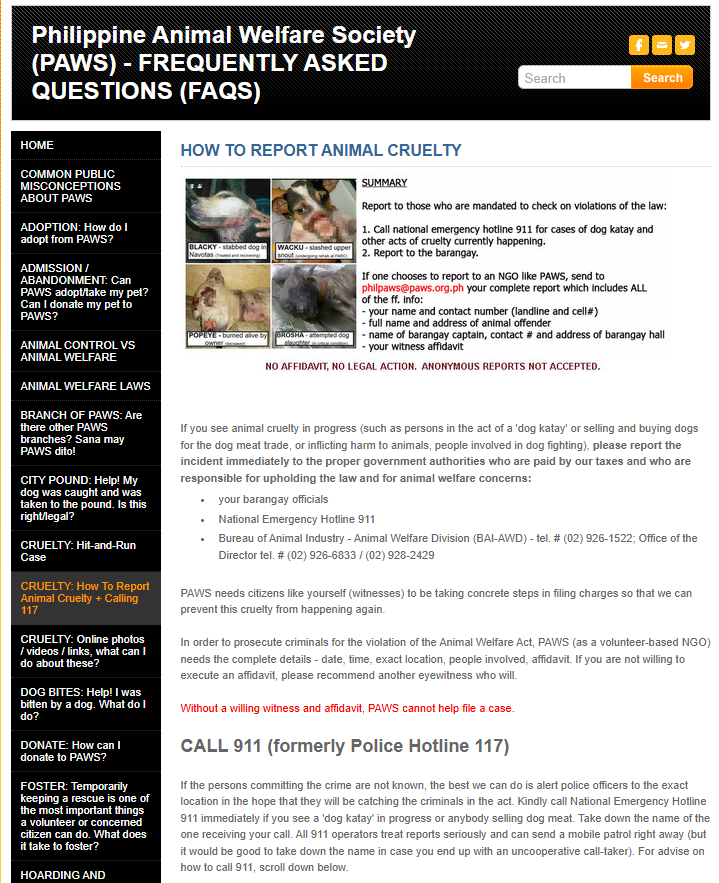 Philippine Animal Welfare Society
(PAWS) - FREQUENTLY ASKED
QUESTIONS (FAQS)
Search
Search
HOME
COMMON PUBLIC
MISCONCEPTIONS
ABOUT PAWS
ADOPTION: How do I
adopt from PAWS?
ADMISSION /
ABANDONMENT: Can
PAWS adopt/take my pet?
Can I donate my pet to
PAWS?
ANIMAL CONTROL VS
ANIMAL WELFARE
ANIMAL WELFARE LAWS
BRANCH OF PAWS: Are
there other PAWS
branches? Sana may
PAWS dito!
CITY POUND: Help! My
dog was caught and was
taken to the pound. Is this
right/legal?
CRUELTY: Hit-and-Run
Case
CRUELTY: How To Report
Animal Cruelty + Calling
117
CRUELTY: Online photos
/ videos / links, what can I
do about these?
DOG BITES: Help! I was
bitten by a dog. What do I
do?
DONATE: How can I
donate to PAWS?
FOSTER: Temporarily
keeping a rescue is one of
the most important things
a volunteer or concerned
citizen can do. What does
it take to foster?
HOARDING AND
HOW TO REPORT ANIMAL CRUELTY
BLACKY - stabbed dog in
Navotas (Treated and recovering)
WACKU - slashed upper
snout (undergoing rehab at PARC)
POPEYE - burned alive by
owner (deceased)
BROSHA - attempted dog
slaughter (in critical condition)
SUMMARY
Report to those who are mandated to check on violations of the law:
1. Call national emergency hotline 911 for cases of dog katay and
other acts of cruelty currently happening.
2. Report to the barangay.
If one chooses to report to an NGO like PAWS, send to
philpaws@paws.org.ph your complete report which includes ALL
of the ff. info:
- your name and contact number (landline and cell#)
- full name and address of animal offender
- name of barangay captain, contact # and address of barangay hall
- your witness affidavit
NO AFFIDAVIT, NO LEGAL ACTION. ANONYMOUS REPORTS NOT ACCEPTED.
If you see animal cruelty in progress (such as persons in the act of a 'dog katay' or selling and buying dogs
for the dog meat trade, or inflicting harm to animals, people involved in dog fighting), please report the
incident immediately to the proper government authorities who are paid by our taxes and who are
responsible for upholding the law and for animal welfare concerns:
• your barangay officials
• National Emergency Hotline 911
• Bureau of Animal Industry - Animal Welfare Division (BAI-AWD) - tel. # (02) 926-1522; Office of the
Director tel. # (02) 926-6833 / (02) 928-2429
PAWS needs citizens like yourself (witnesses) to be taking concrete steps in filing charges so that we can
prevent this cruelty from happening again.
In order to prosecute criminals for the violation of the Animal Welfare Act, PAWS (as a volunteer-based NGO)
needs the complete details - date, time, exact location, people involved, affidavit. If you are not willing to
execute an affidavit, please recommend another eyewitness who will.
Without a willing witness and affidavit, PAWS cannot help file a case.
CALL 911 (formerly Police Hotline 117)
If the persons committing the crime are not known, the best we can do is alert police officers to the exact
location in the hope that they will be catching the criminals in the act. Kindly call National Emergency Hotline
911 immediately if you see a 'dog katay' in progress or anybody selling dog meat. Take down the name of the
one receiving your call. All 911 operators treat reports seriously and can send a mobile patrol right away (but
it would be good to take down the name in case you end up with an uncooperative call-taker). For advise on
how to call 911, scroll down below.